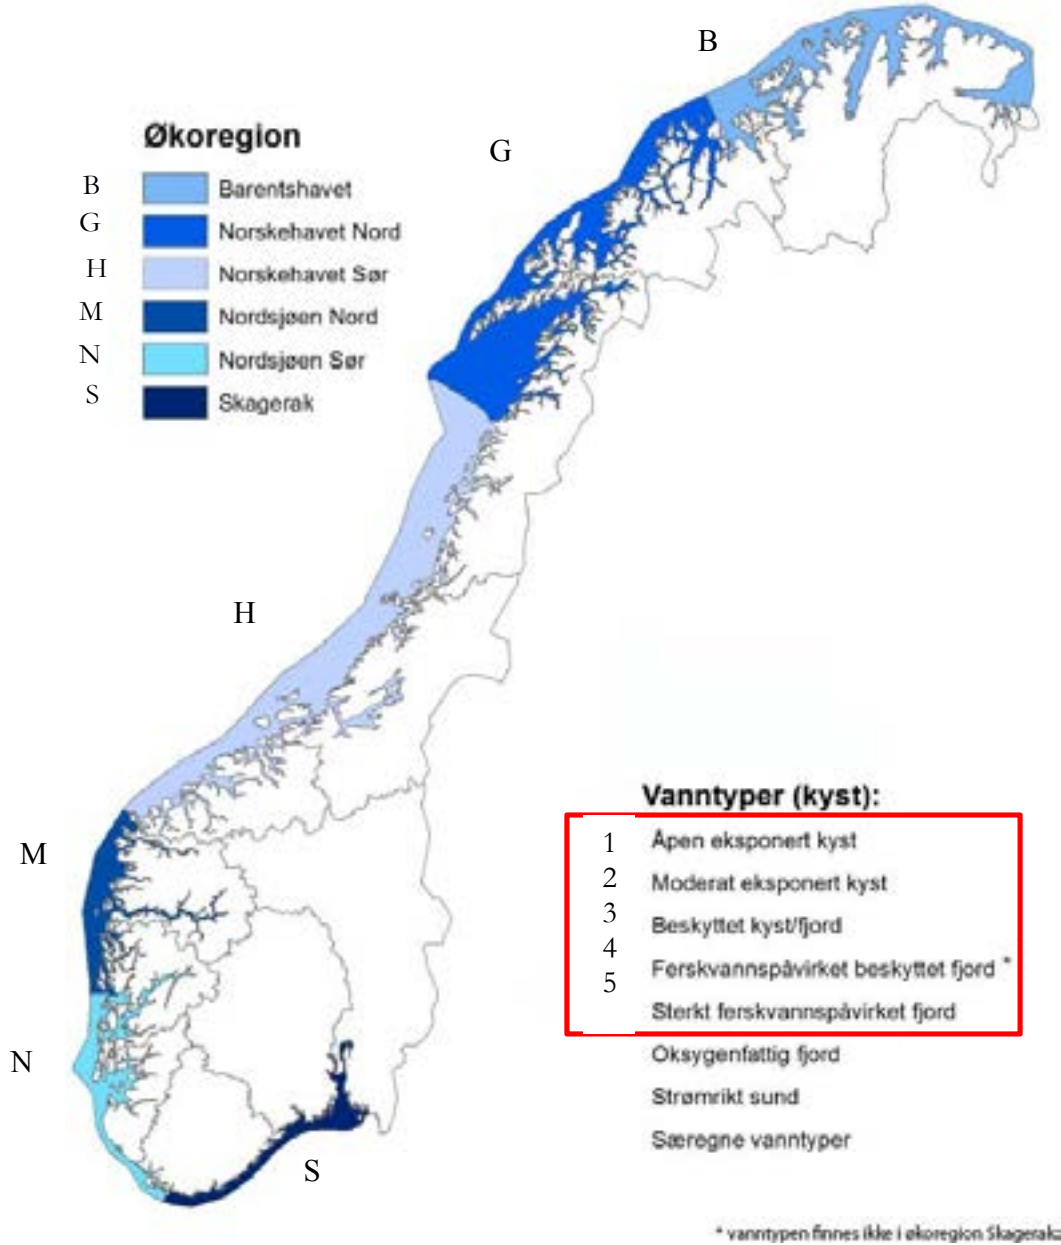 B
G
Økoregion
B Barentshavet
G Norskehavet Nord
H Norskehavet Sør
M Nordsjøen Nord
N Nordsjøen Sør
S Skagerak
H
M
N
S
Vanntyper (kyst):
1 Åpen eksponert kyst
2 Moderat eksponert kyst
3 Beskyttet kyst/fjord
4 Ferskvannspåvirket beskyttet fjord *
5 Sterkt ferskvannspåvirket fjord
Oksygenfattig fjord
Strømrikt sund
Særegne vanntyper
* vanntypen finnes ikke i økoregion Skagerak